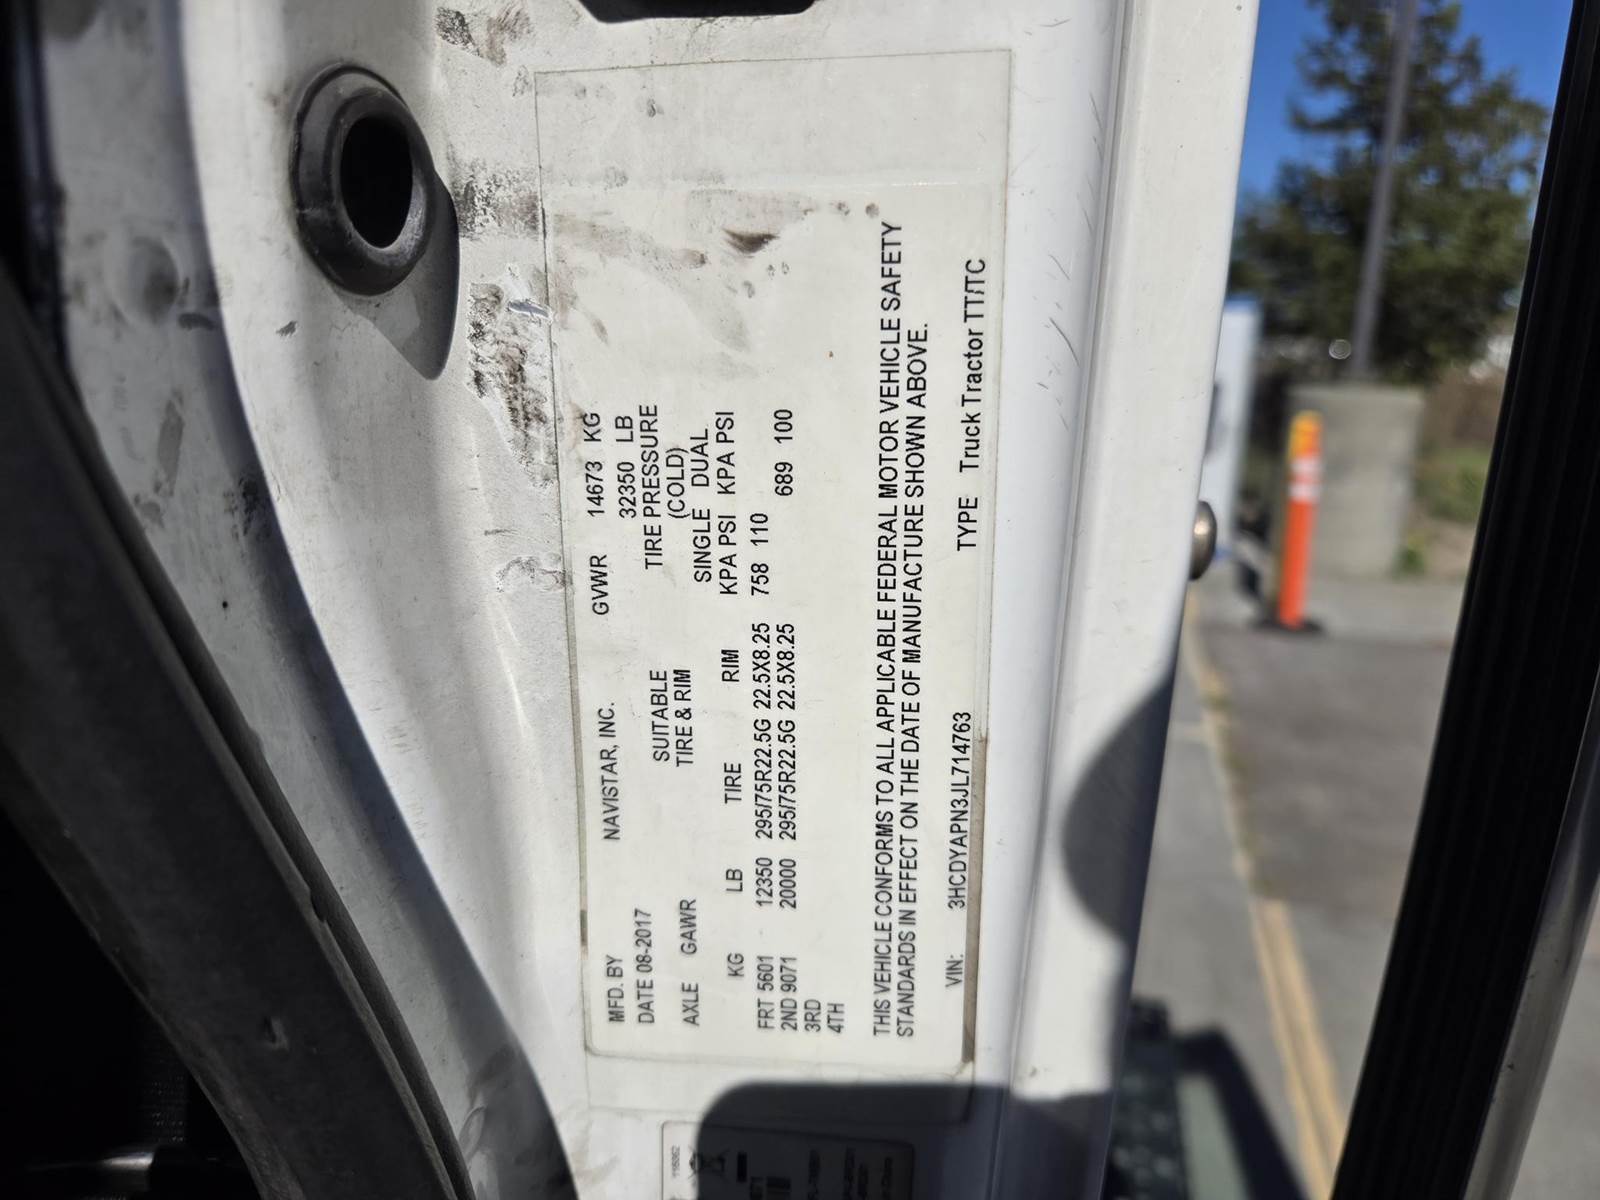 MFD. BY NAVISTAR, INC. GVWR 14673 KG
DATE 08-2017 32350 LB
SUITABLE TIRE PRESSURE
AXLE GAWR TIRE & RIM (COLD)
SINGLE DUAL
KG LB TIRE RIM KPA PSI KPA PSI
FRT 5601 12350 295/75R22.5G 22.5X8.25 758 110
2ND 9071 20000 295/75R22.5G 22.5X8.25 689 100
3RD
4TH
THIS VEHICLE CONFORMS TO ALL APPLICABLE FEDERAL MOTOR VEHICLE SAFETY
STANDARDS IN EFFECT ON THE DATE OF MANUFACTURE SHOWN ABOVE.
VIN: 3HCDYAPN3JL714763 TYPE Truck Tractor TT/TC